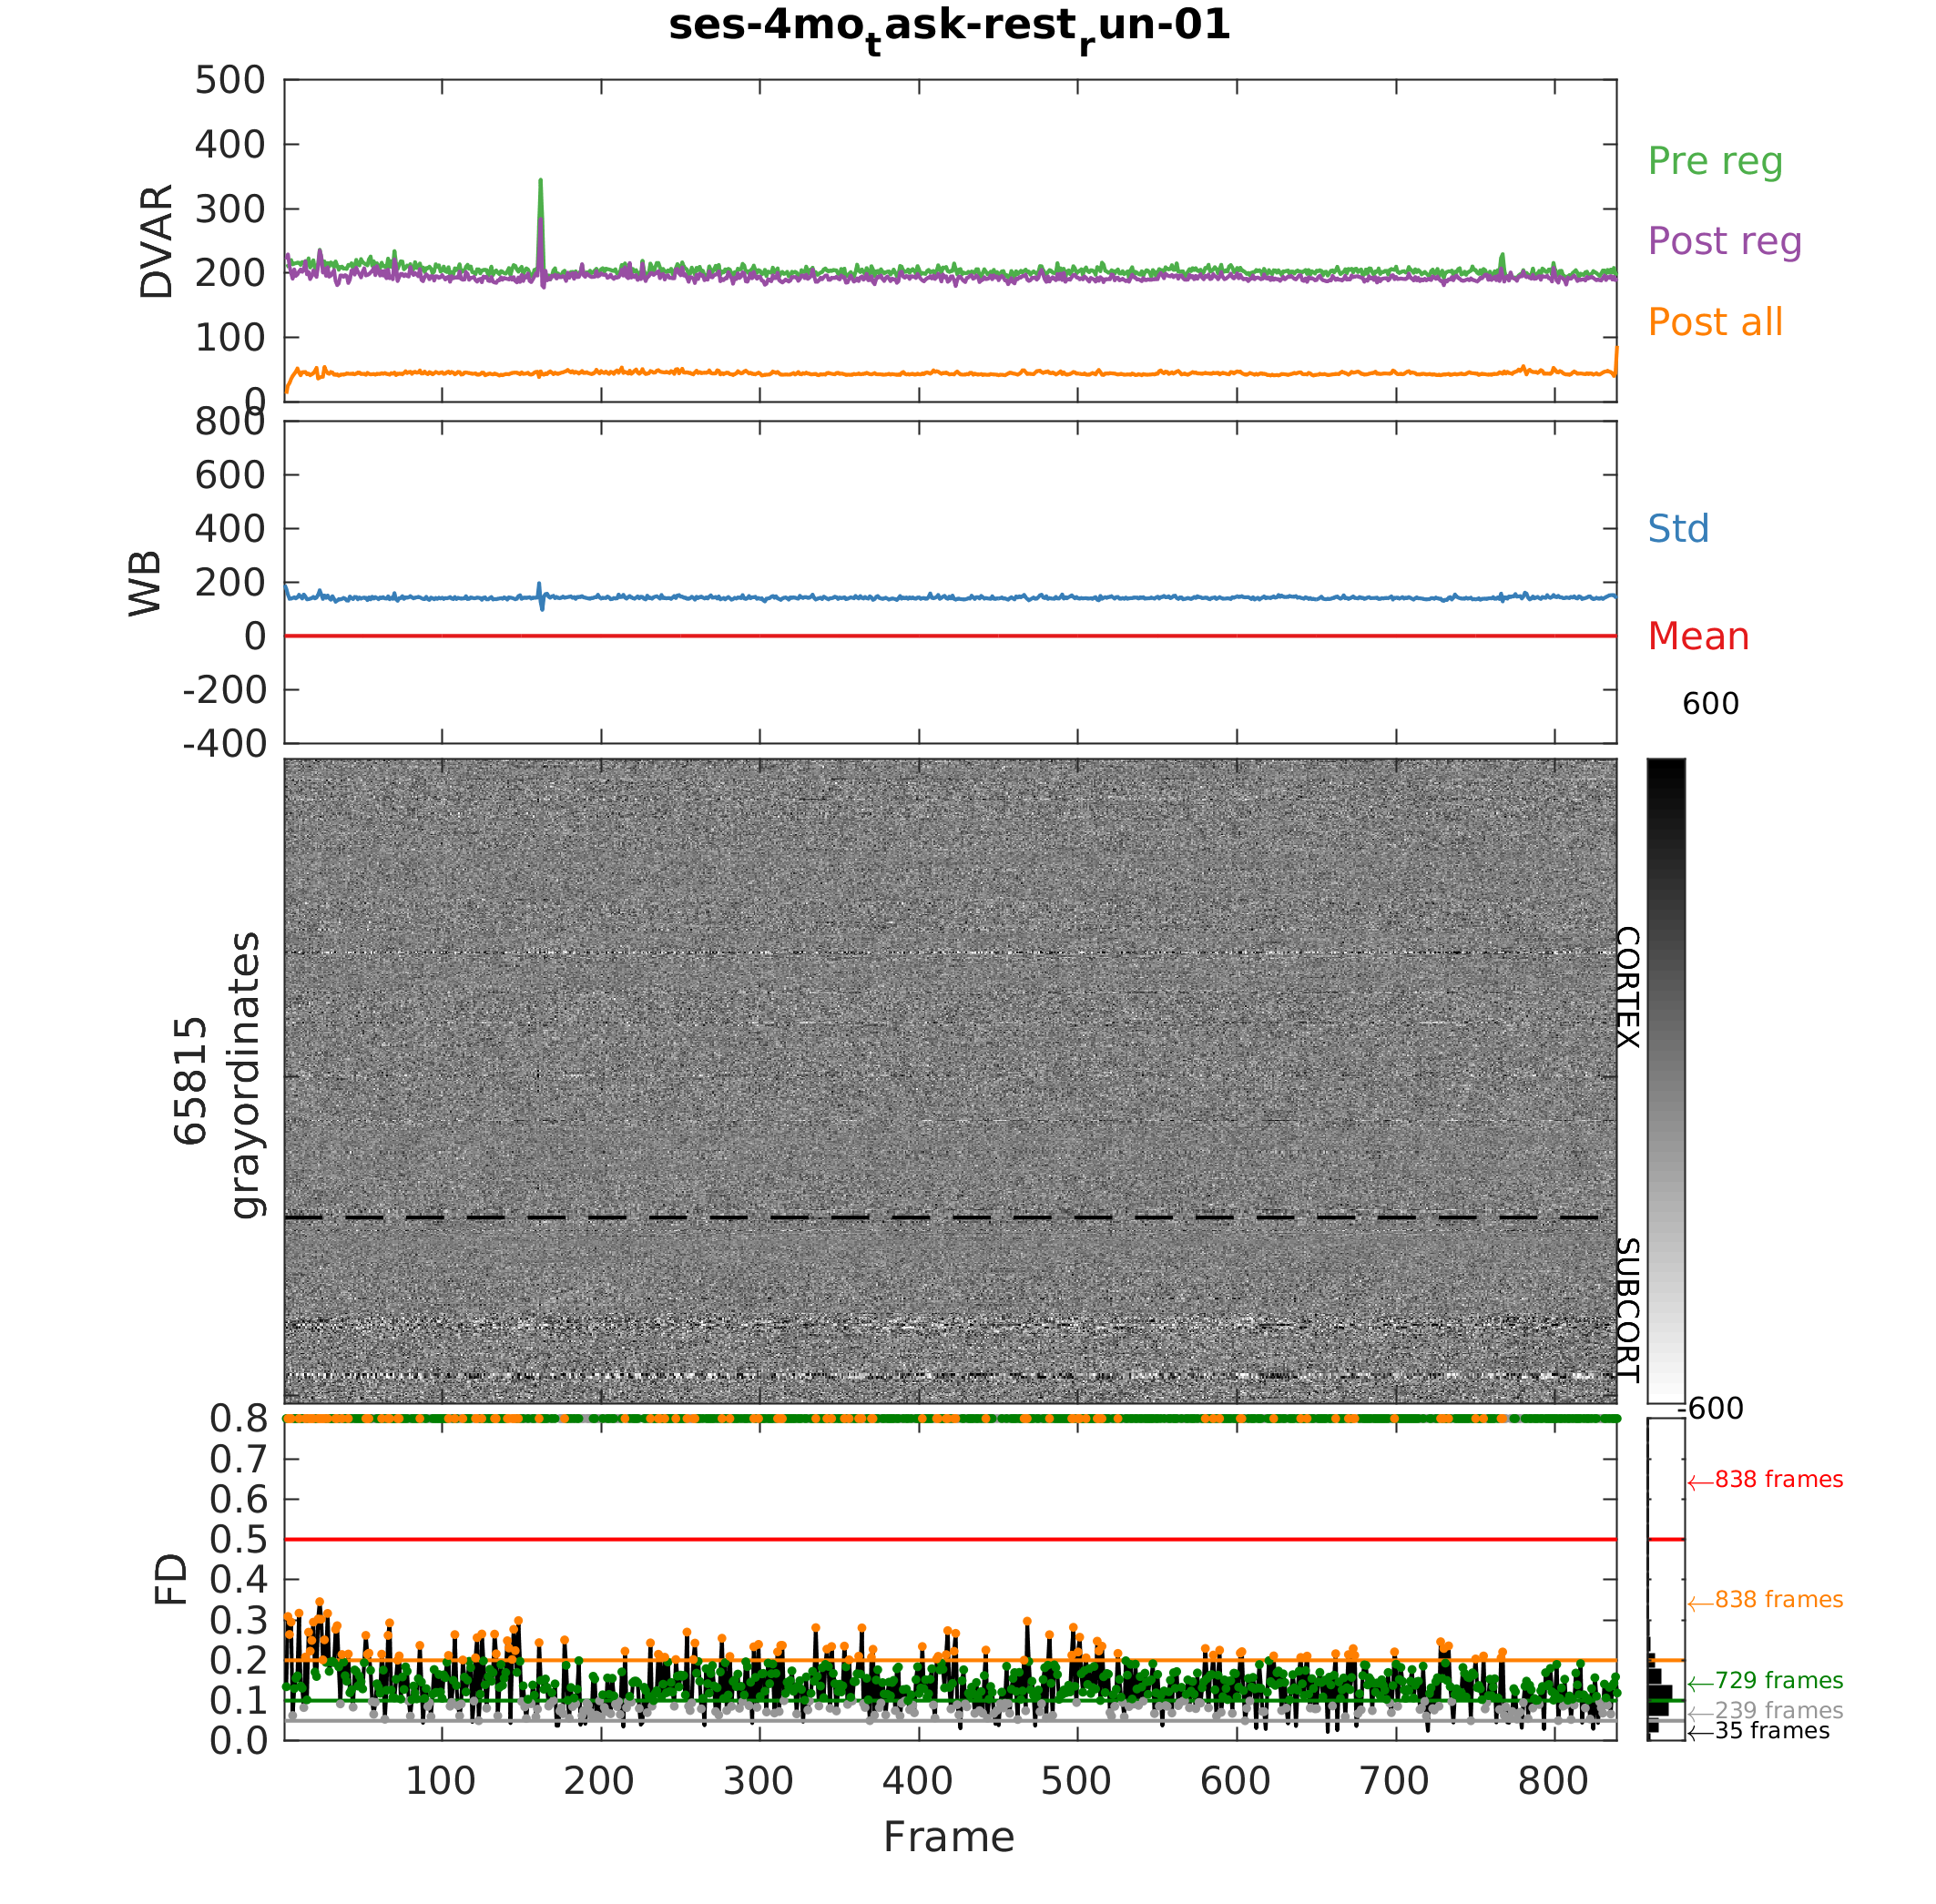 ses-4mo_task-rest_run-01
500
400
300
200
100
0
DVAR
Pre reg
Post reg
Post all
800
600
400
200
0
-200
-400
WB
Std
Mean
600
65815
grayordinates
CORTEX
SUBCORT
-600
0.8
0.7
0.6
0.5
0.4
0.3
0.2
0.1
0.0
FD
←838 frames
←838 frames
←729 frames
←239 frames
←35 frames
100 200 300 400 500 600 700 800
Frame